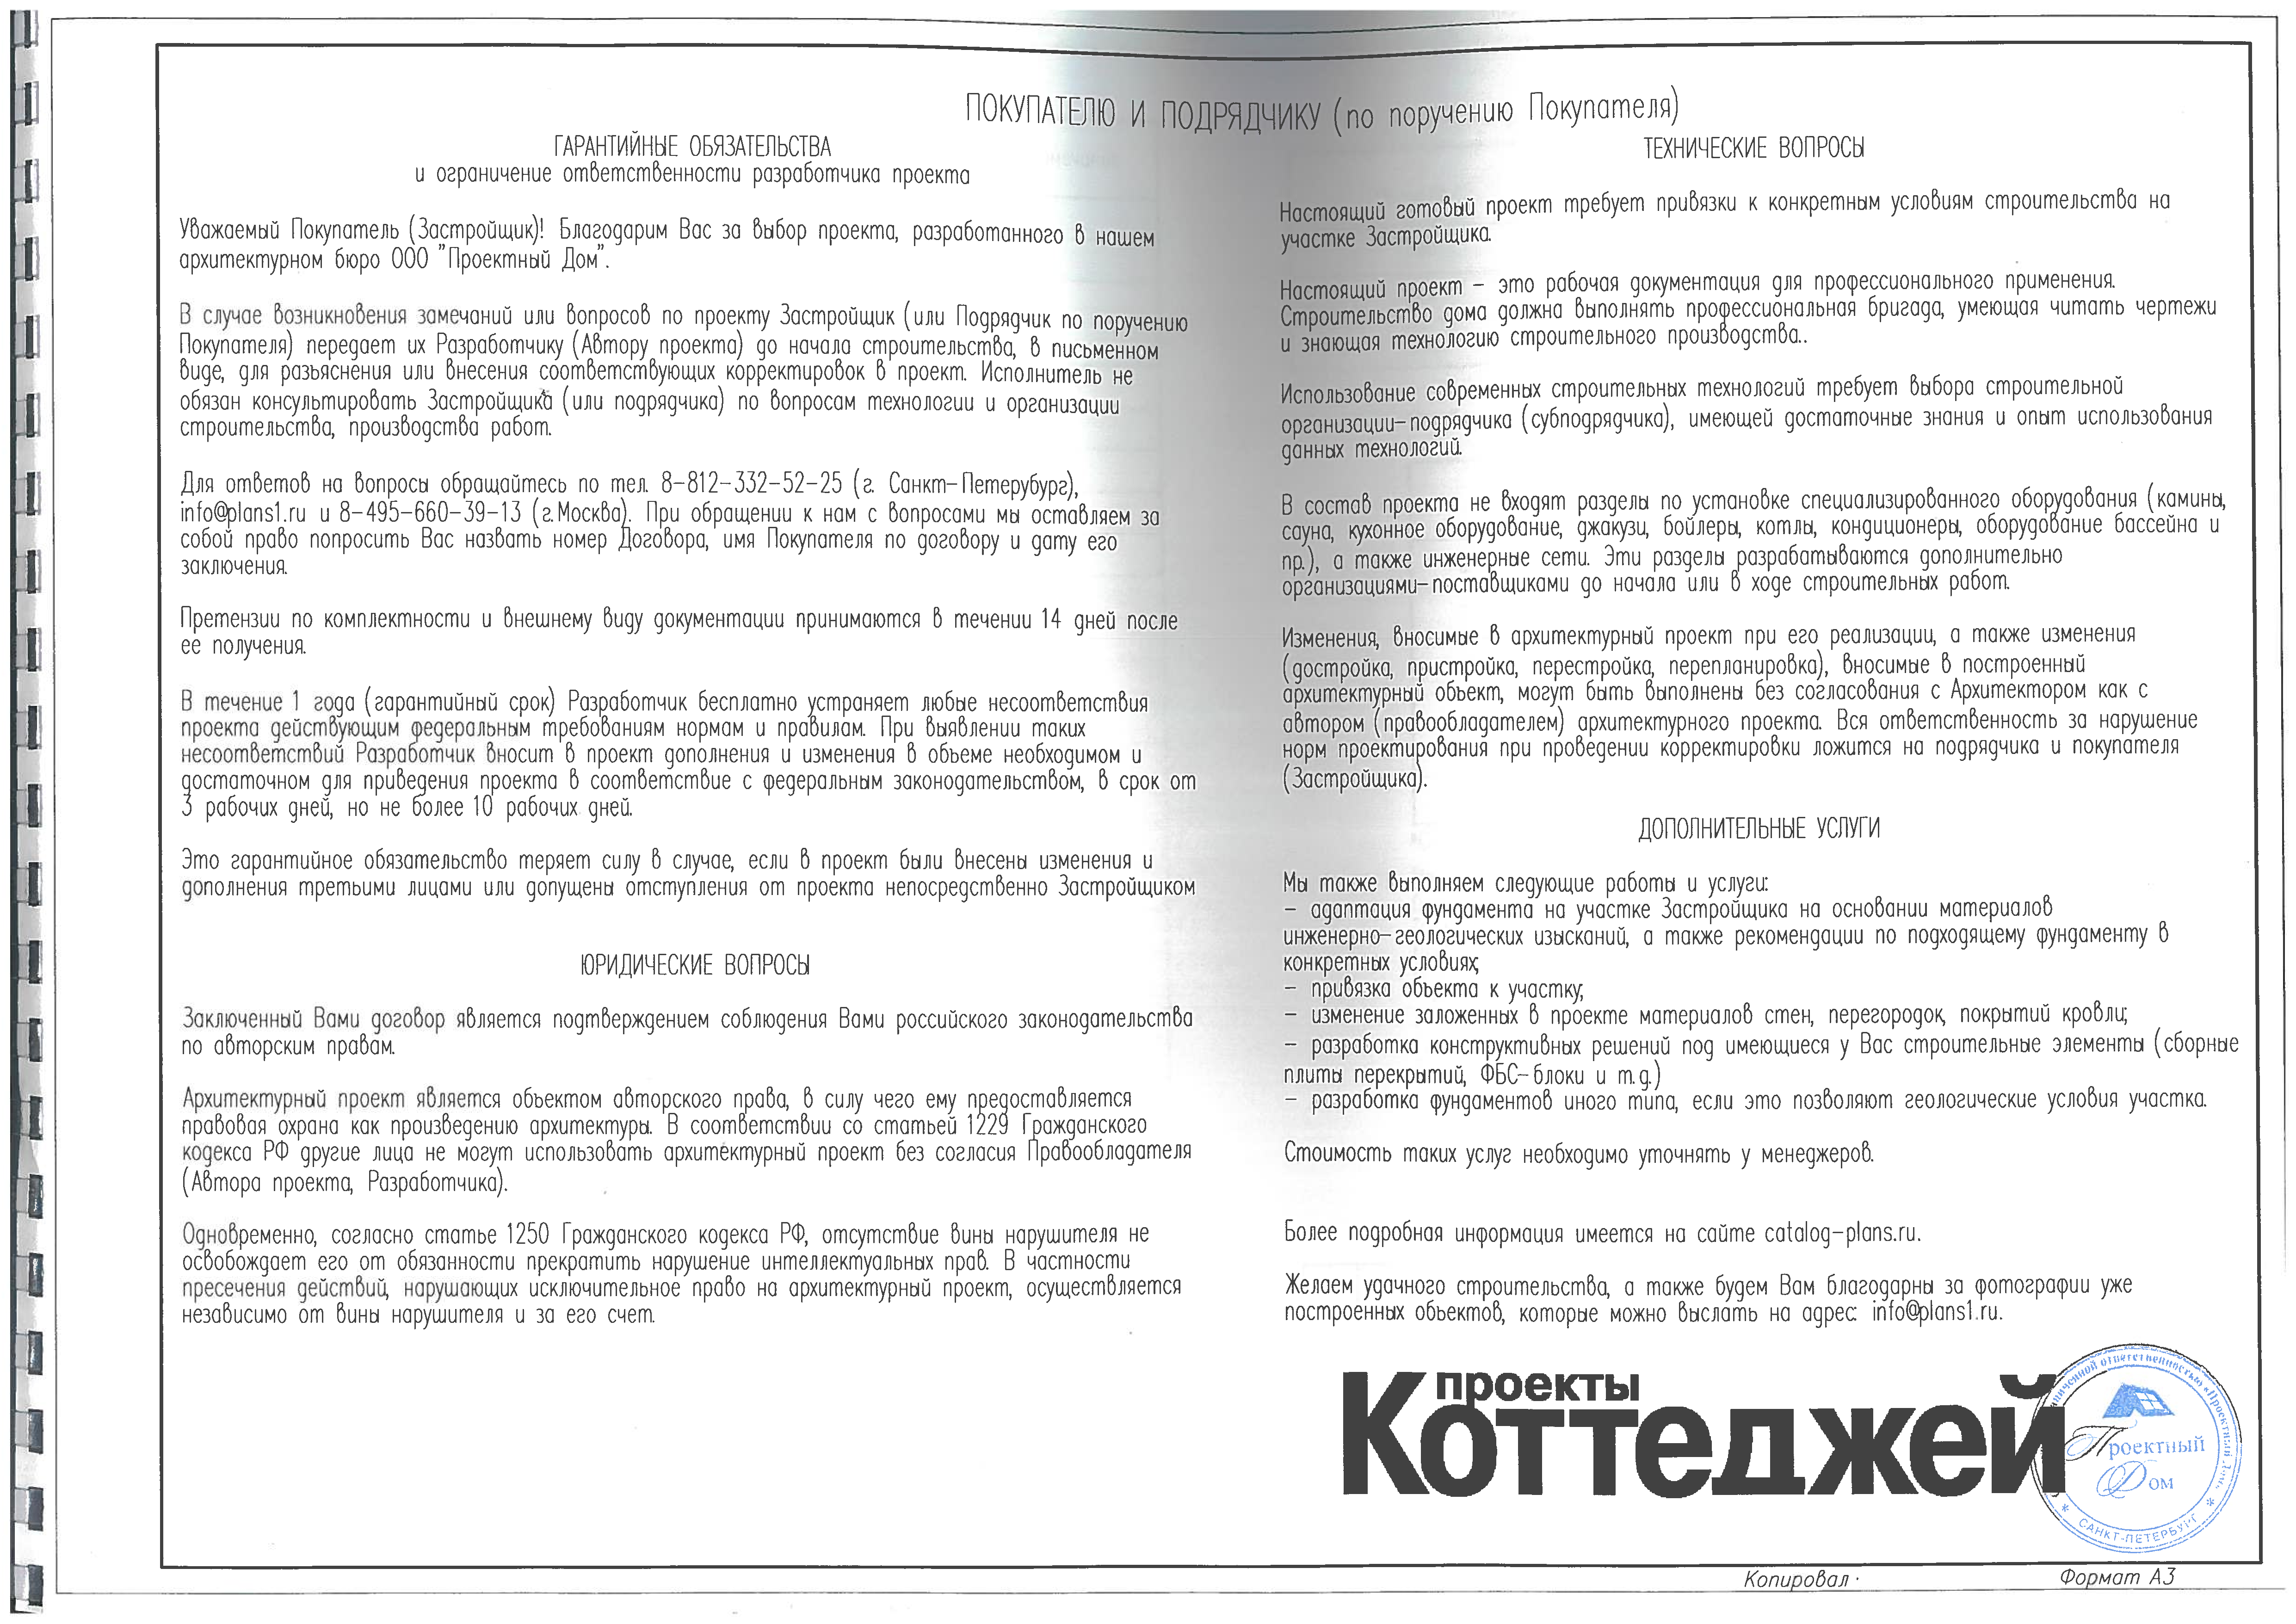 ПОКУПАТЕЛЮ И ПОДРЯДЧИКУ (по поручению Покупателя)
ГАРАНТИЙНЫЕ ОБЯЗАТЕЛЬСТВА
и ограничение ответственности разработчика проекта
Уважаемый Покупатель (Застройщик)! Благодарим Вас за выбор проекта, разработанного в нашем
архитектурном бюро ООО "Проектный Дом".
В случае возникновения замечаний или вопросов по проекту Застройщик (или Подрядчик по поручению
Покупателя) передает их Разработчику (Автору проекта) до начала строительства, в письменном
виде, для разъяснения или внесения соответствующих корректировок в проект. Исполнитель не
обязан консультировать Застройщика (или подрядчика) по вопросам технологии и организации
строительства, производства работ.
Для ответов на вопросы обращайтесь по тел. 8-812-332-52-25 (г. Санкт-Петерубург),
info@plans1.ru и 8-495-660-39-13 (г.Москва). При обращении к нам с вопросами мы оставляем за
собой право попросить Вас назвать номер Договора, имя Покупателя по договору и дату его
заключения.
Претензии по комплектности и внешнему виду документации принимаются в течении 14 дней после
ее получения.
В течение 1 года (гарантийный срок) Разработчик бесплатно устраняет любые несоответствия
проекта действующим федеральным требованиям нормам и правилам. При выявлении таких
несоответствий Разработчик вносит в проект дополнения и изменения в объеме необходимом и
достаточном для приведения проекта в соответствие с федеральным законодательством, в срок от
3 рабочих дней, но не более 10 рабочих дней.
Это гарантийное обязательство теряет силу в случае, если в проект были внесены изменения и
дополнения третьими лицами или допущены отступления от проекта непосредственно Застройщиком
ЮРИДИЧЕСКИЕ ВОПРОСЫ
Заключенный Вами договор является подтверждением соблюдения Вами российского законодательства
по авторским правам.
Архитектурный проект является объектом авторского права, в силу чего ему предоставляется
правовая охрана как произведению архитектуры. В соответствии со статьей 1229 Гражданского
кодекса РФ другие лица не могут использовать архитектурный проект без согласия Правообладателя
(Автора проекта, Разработчика).
Одновременно, согласно статье 1250 Гражданского кодекса РФ, отсутствие вины нарушителя не
освобождает его от обязанности прекратить нарушение интеллектуальных прав. В частности
пресечения действий, нарушающих исключительное право на архитектурный проект, осуществляется
независимо от вины нарушителя и за его счет.
ТЕХНИЧЕСКИЕ ВОПРОСЫ
Настоящий готовый проект требует привязки к конкретным условиям строительства на
участке Застройщика.
Настоящий проект - это рабочая документация для профессионального применения.
Строительство дома должна выполнять профессиональная бригада, умеющая читать чертежи
и знающая технологию строительного производства..
Использование современных строительных технологий требует выбора строительной
организации-подрядчика (субподрядчика), имеющей достаточные знания и опыт использования
данных технологий.
В состав проекта не входят разделы по установке специализированного оборудования (камины,
сауна, кухонное оборудование, джакузи, бойлеры, котлы, кондиционеры, оборудование бассейна и
пр.), а также инженерные сети. Эти разделы разрабатываются дополнительно
организациями-поставщиками до начала или в ходе строительных работ.
Изменения, вносимые в архитектурный проект при его реализации, а также изменения
(достройка, пристройка, перестройка, перепланировка), вносимые в построенный
архитектурный объект, могут быть выполнены без согласования с Архитектором как с
автором (правообладателем) архитектурного проекта. Вся ответственность за нарушение
норм проектирования при проведении корректировки ложится на подрядчика и покупателя
(Застройщика).
ДОПОЛНИТЕЛЬНЫЕ УСЛУГИ
Мы также выполняем следующие работы и услуги:
- адаптация фундамента на участке Застройщика на основании материалов
инженерно-геологических изысканий, а также рекомендации по подходящему фундаменту в
конкретных условиях;
- привязка объекта к участку;
- изменение заложенных в проекте материалов стен, перегородок, покрытий кровли;
- разработка конструктивных решений под имеющиеся у Вас строительные элементы (сборные
плиты перекрытий, ФБС-блоки и т.д.)
- разработка фундаментов иного типа, если это позволяют геологические условия участка.
Стоимость таких услуг необходимо уточнять у менеджеров.
Более подробная информация имеется на сайте catalog-plans.ru.
Желаем удачного строительства, а также будем Вам благодарны за фотографии уже
построенных объектов, которые можно выслать на адрес: info@plans1.ru.
проекты
Коттеджей
ответственностью «Проектный Дом»
Проектный
Дом
* САНКТ-ПЕТЕРБУРГ *
Копировал
Формат А3